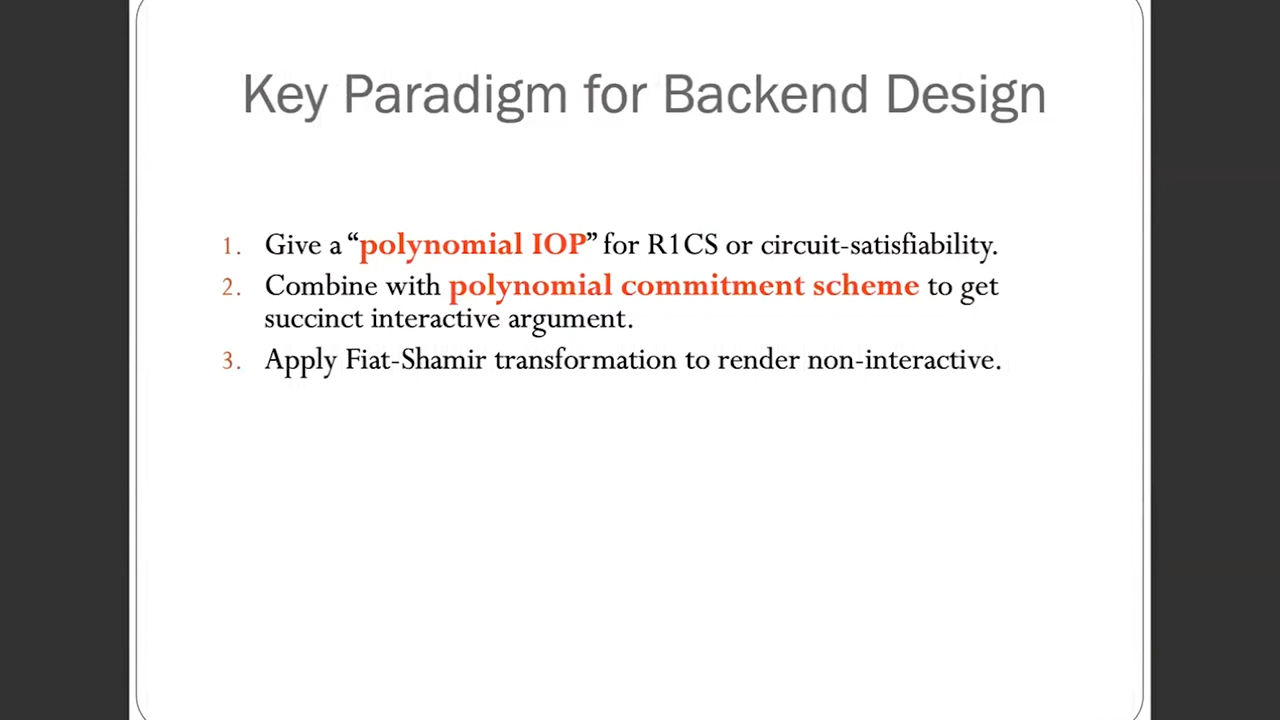 Key Paradigm for Backend Design
1. Give a “polynomial IOP” for R1CS or circuit-satisfiability.
2. Combine with polynomial commitment scheme to get
succinct interactive argument.
3. Apply Fiat-Shamir transformation to render non-interactive.